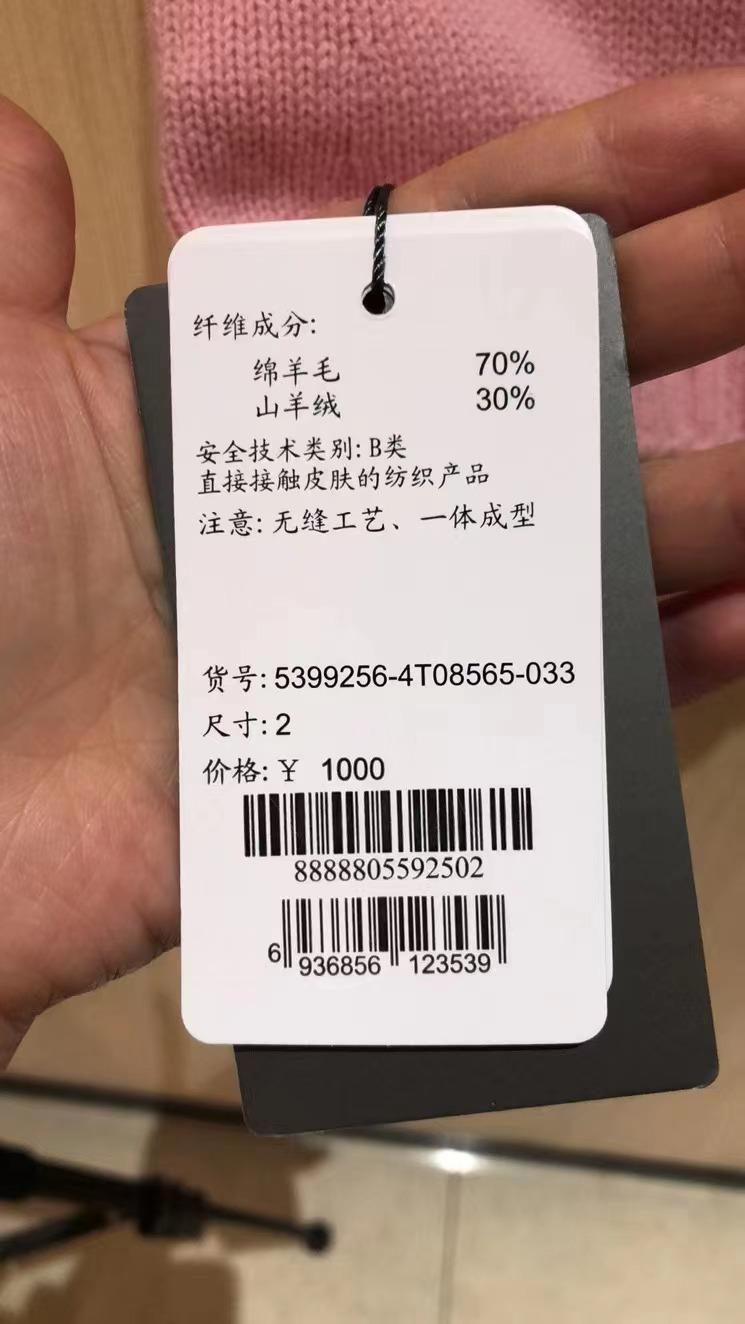 纤维成分:
绵羊毛 70%
山羊绒 30%
安全技术类别: B类
直接接触皮肤的纺织产品
注意: 无缝工艺、一体成型
货号: 5399256-4T08565-033
尺寸: 2
价格: ¥ 1000
8888805592502
6 936856 123539